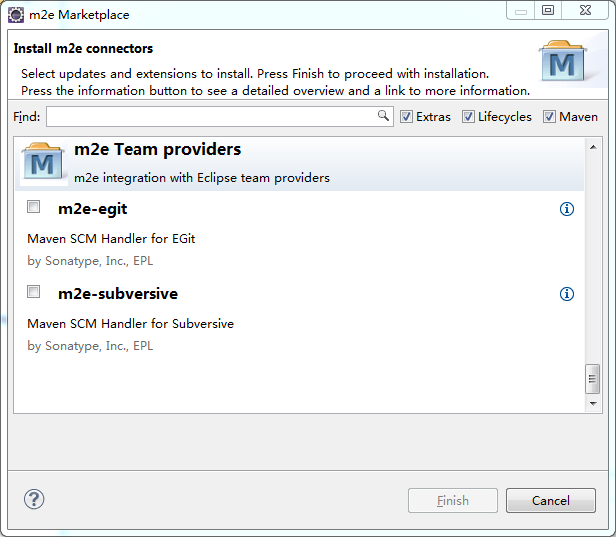 m2e Marketplace
Install m2e connectors
Select updates and extensions to install. Press Finish to proceed with installation.
Press the information button to see a detailed overview and a link to more information.
Find:
Extras
Lifecycles
Maven
M
m2e Team providers
m2e integration with Eclipse team providers
m2e-egit
Maven SCM Handler for EGit
by Sonatype, Inc., EPL
m2e-subversive
Maven SCM Handler for Subversive
by Sonatype, Inc., EPL
Finish
Cancel